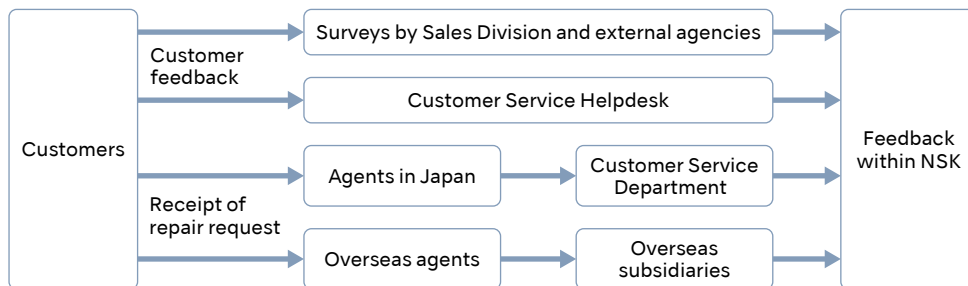 Customers
Customer
feedback
Receipt of
repair request
Surveys by Sales Division and external agencies
Customer Service Helpdesk
Agents in Japan
Customer Service
Department
Overseas agents
Overseas
subsidiaries
Feedback
within NSK